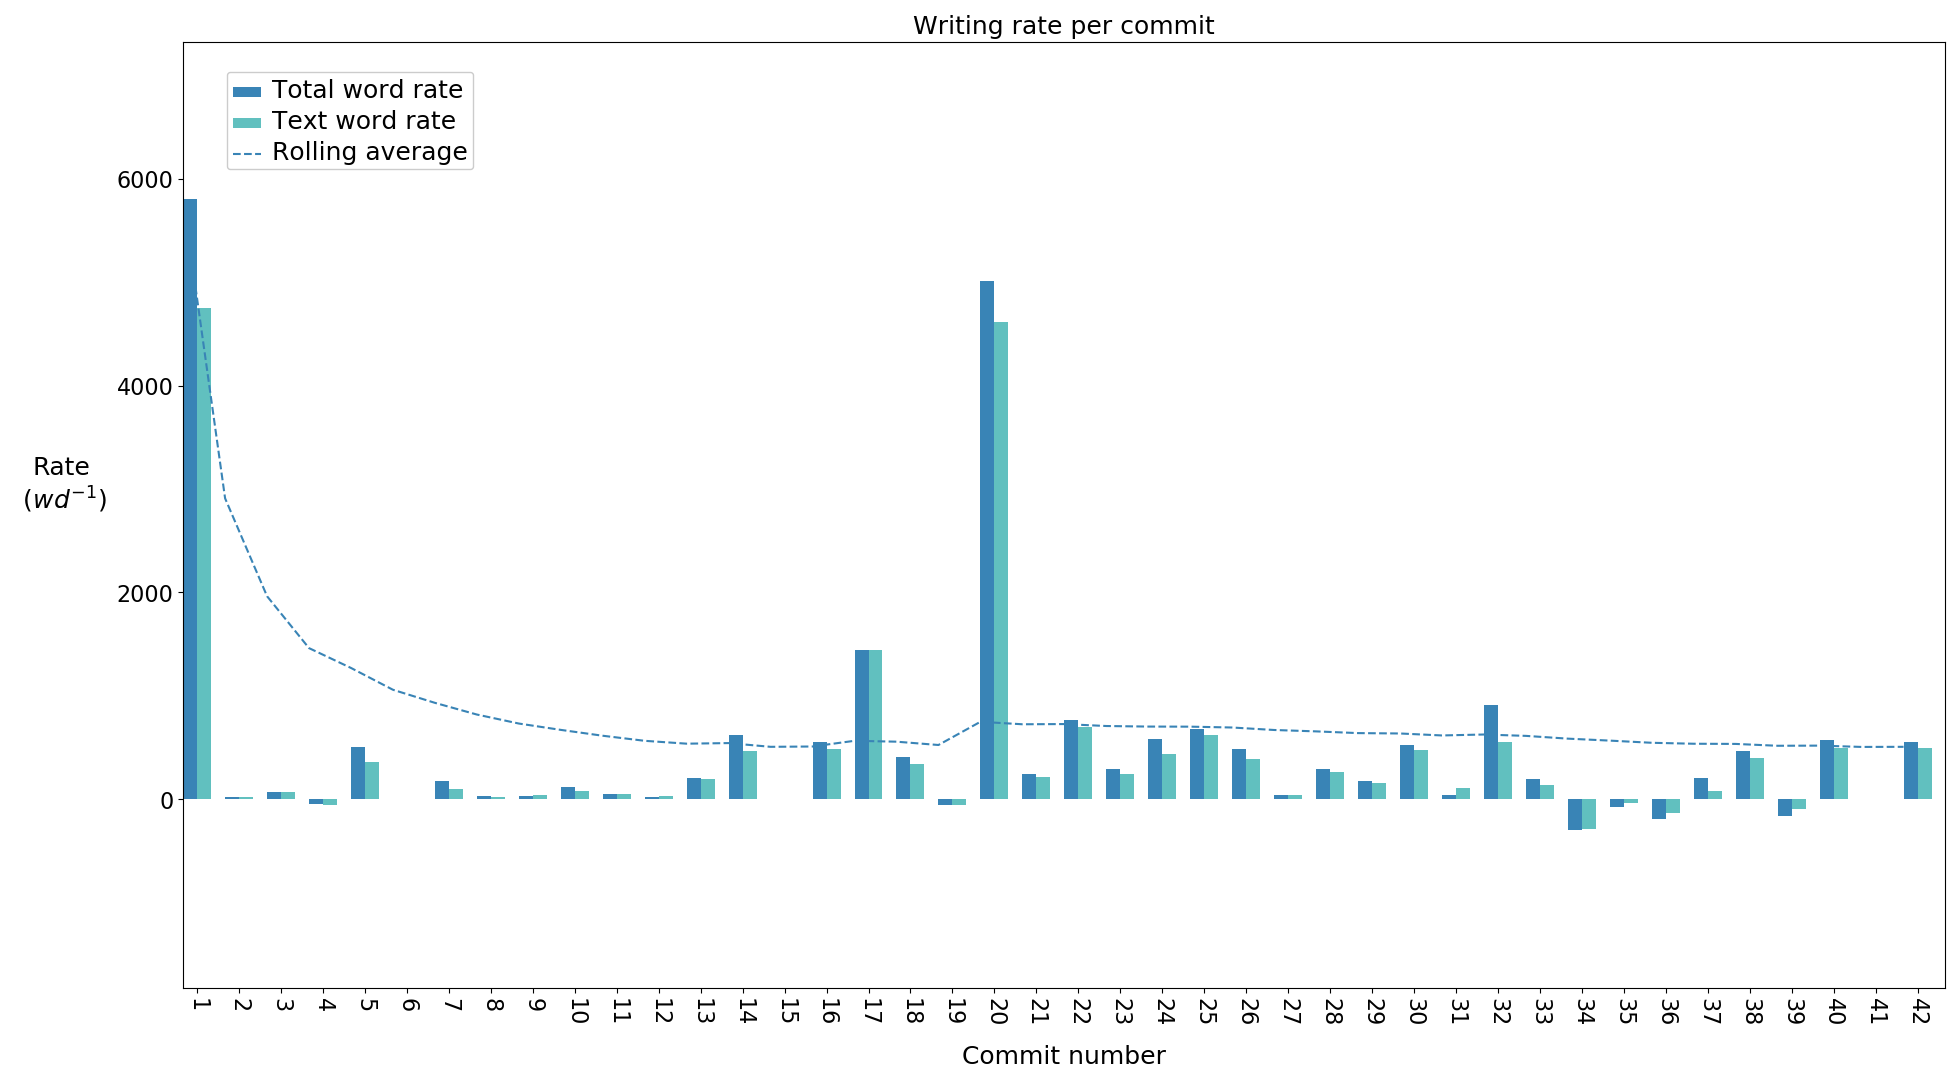 Writing rate per commit
Total word rate
Text word rate
Rolling average
6000
4000
2000
0
Rate
(wd⁻¹)
1 2 3 4 5 6 7 8 9 10 11 12 13 14 15 16 17 18 19 20 21 22 23 24 25 26 27 28 29 30 31 32 33 34 35 36 37 38 39 40 41 42
Commit number